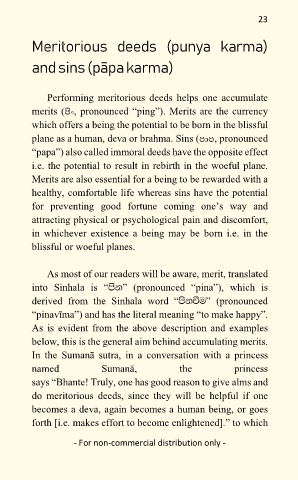 23
Meritorious deeds (punya karma)
and sins (pāpa karma)
Performing meritorious deeds helps one accumulate
merits (පිං, pronounced “ping”). Merits are the currency
which offers a being the potential to be born in the blissful
plane as a human, deva or brahma. Sins (පාප, pronounced
“papa”) also called immoral deeds have the opposite effect
i.e. the potential to result in rebirth in the woeful plane.
Merits are also essential for a being to be rewarded with a
healthy, comfortable life whereas sins have the potential
for preventing good fortune coming one’s way and
attracting physical or psychological pain and discomfort,
in whichever existence a being may be born i.e. in the
blissful or woeful planes.
As most of our readers will be aware, merit, translated
into Sinhala is “පින” (pronounced “pina”), which is
derived from the Sinhala word “පිනවීම” (pronounced
“pinavīma”) and has the literal meaning “to make happy”.
As is evident from the above description and examples
below, this is the general aim behind accumulating merits.
In the Sumanā sutra, in a conversation with a princess
named Sumanā, the princess
says “Bhante! Truly, one has good reason to give alms and
do meritorious deeds, since they will be helpful if one
becomes a deva, again becomes a human being, or goes
forth [i.e. makes effort to become enlightened].” to which
- For non-commercial distribution only -